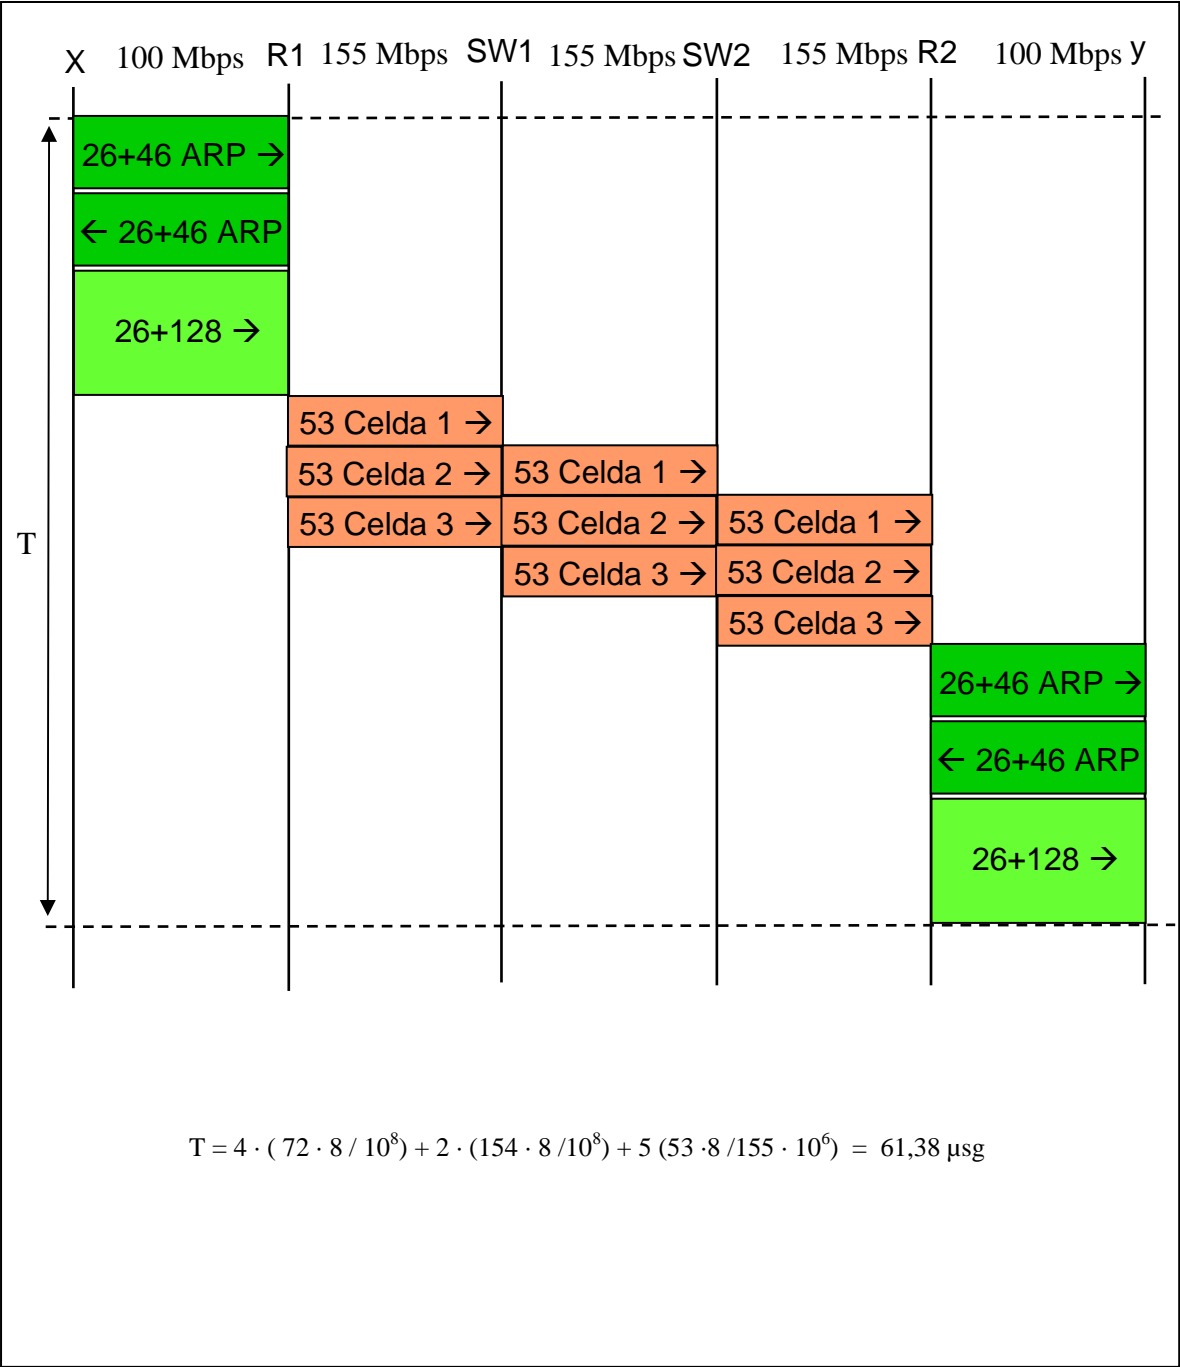 X 100 Mbps R1 155 Mbps SW1 155 Mbps SW2 155 Mbps R2 100 Mbps y
26+46 ARP →
← 26+46 ARP
26+128 →
53 Celda 1 →
53 Celda 2 → 53 Celda 1 →
53 Celda 3 → 53 Celda 2 → 53 Celda 1 →
T
53 Celda 3 → 53 Celda 2 →
53 Celda 3 →
26+46 ARP →
← 26+46 ARP
26+128 →
T = 4 · ( 72 · 8 / 10⁸) + 2 · (154 · 8 /10⁸) + 5 (53 ·8 /155 · 10⁶) = 61,38 µsg